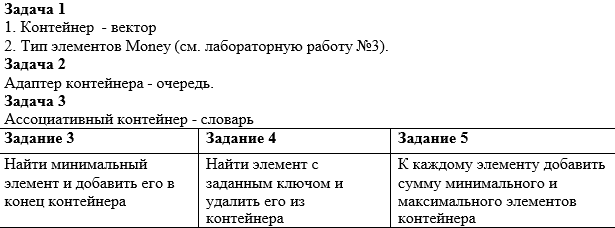 Задача 1
1. Контейнер - вектор
2. Тип элементов Money (см. лабораторную работу №3).
Задача 2
Адаптер контейнера - очередь.
Задача 3
Ассоциативный контейнер - словарь
Задание 3
Задание 4
Задание 5
Найти минимальный
элемент и добавить его в
конец контейнера
Найти элемент с
заданным ключом и
удалить его из
контейнера
К каждому элементу добавить
сумму минимального и
максимального элементов
контейнера